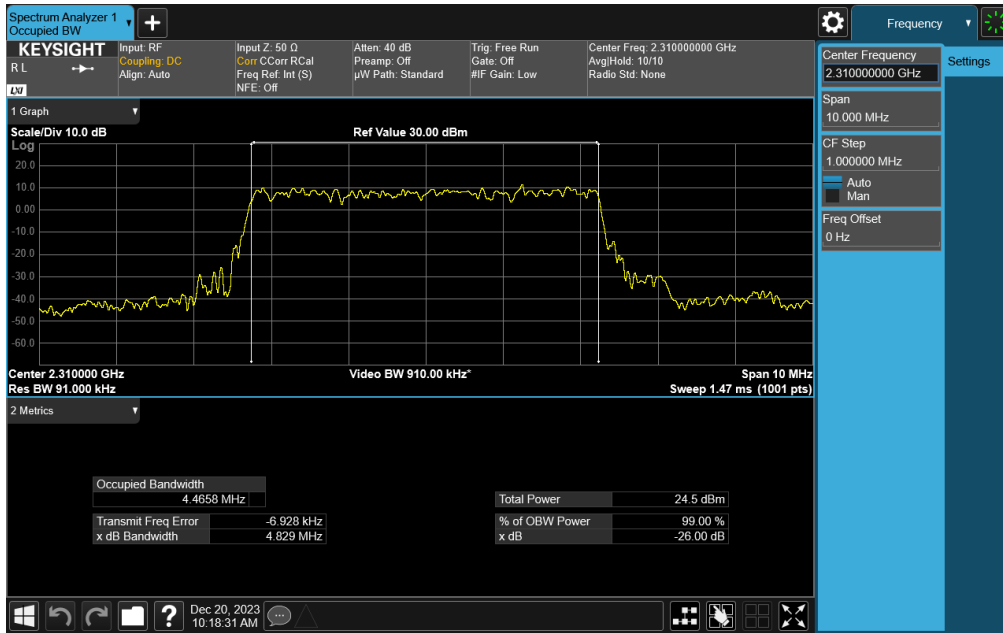 Spectrum Analyzer 1
Occupied BW
Frequency
KEYSIGHT
R L
LXI
Input: RF
Coupling: DC
Align: Auto
Input Z: 50 Ω
Corr CCorr RCal
Freq Ref: Int (S)
NFE: Off
Atten: 40 dB
Preamp: Off
µW Path: Standard
Trig: Free Run
Gate: Off
#IF Gain: Low
Center Freq: 2.310000000 GHz
Avg|Hold: 10/10
Radio Std: None
Center Frequency
2.310000000 GHz
Settings
Span
10.000 MHz
CF Step
1.000000 MHz
Auto
Man
Freq Offset
0 Hz
1 Graph
Scale/Div 10.0 dB
Ref Value 30.00 dBm
Log
20.0
10.0
0.00
-10.0
-20.0
-30.0
-40.0
-50.0
-60.0
Center 2.310000 GHz
Video BW 910.00 kHz*
Span 10 MHz
Res BW 91.000 kHz
Sweep 1.47 ms (1001 pts)
2 Metrics
Occupied Bandwidth
4.4658 MHz
Total Power 24.5 dBm
Transmit Freq Error -6.928 kHz
% of OBW Power 99.00 %
x dB Bandwidth 4.829 MHz
x dB -26.00 dB
? Dec 20, 2023
10:18:31 AM